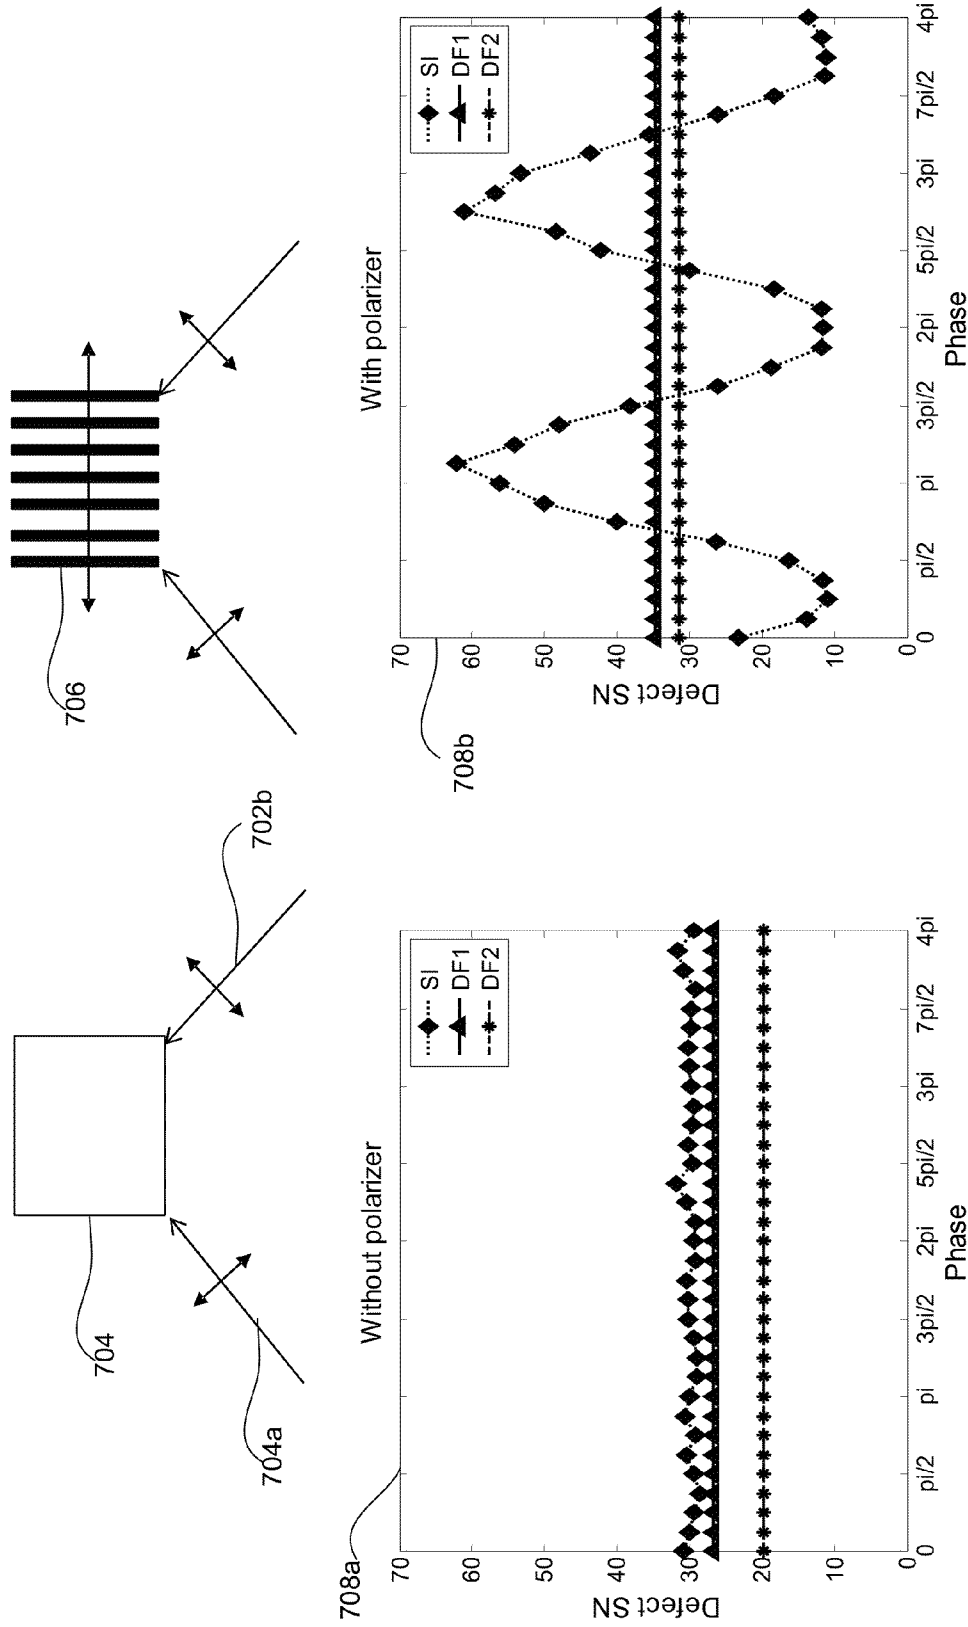 704
704a
702b
706
708a
Without polarizer
SI
DF1
DF2
70
60
50
40
30
20
10
0
Defect SN
0 pi/2 pi 3pi/2 2pi 5pi/2 3pi 7pi/2 4pi
Phase
708b
With polarizer
SI
DF1
DF2
70
60
50
40
30
20
10
0
Defect SN
0 pi/2 pi 3pi/2 2pi 5pi/2 3pi 7pi/2 4pi
Phase